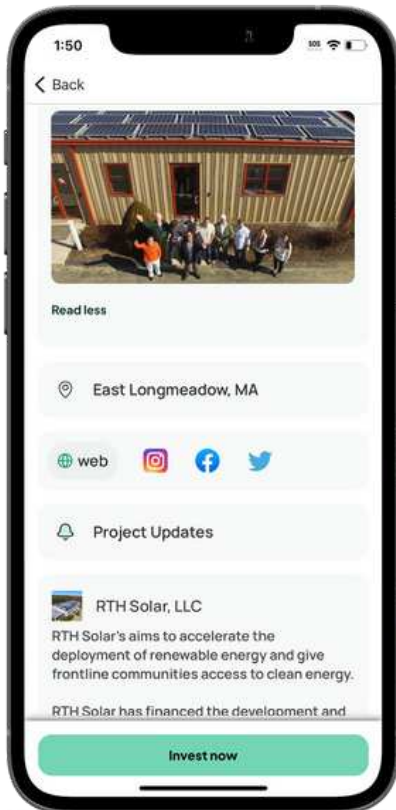 1:50
SOS
Back
Read less
East Longmeadow, MA
web
Project Updates
RTH Solar, LLC
RTH Solar's aims to accelerate the
deployment of renewable energy and give
frontline communities access to clean energy.
RTH Solar has financed the development and
Invest now